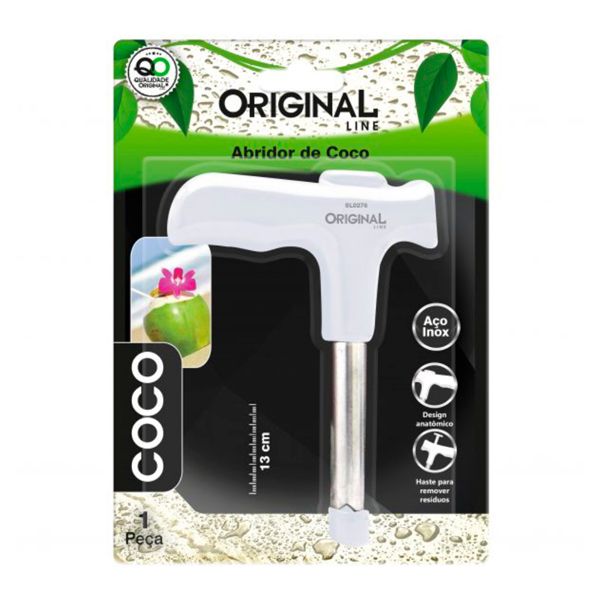 QO
QUALIDADE
ORIGINAL
ORIGINAL
LINE
Abridor de Coco
ORIGINAL
LINE
Aço
Inox
Design
anatômico
Haste para
remover
resíduos
13 cm
COCO
1
Peça